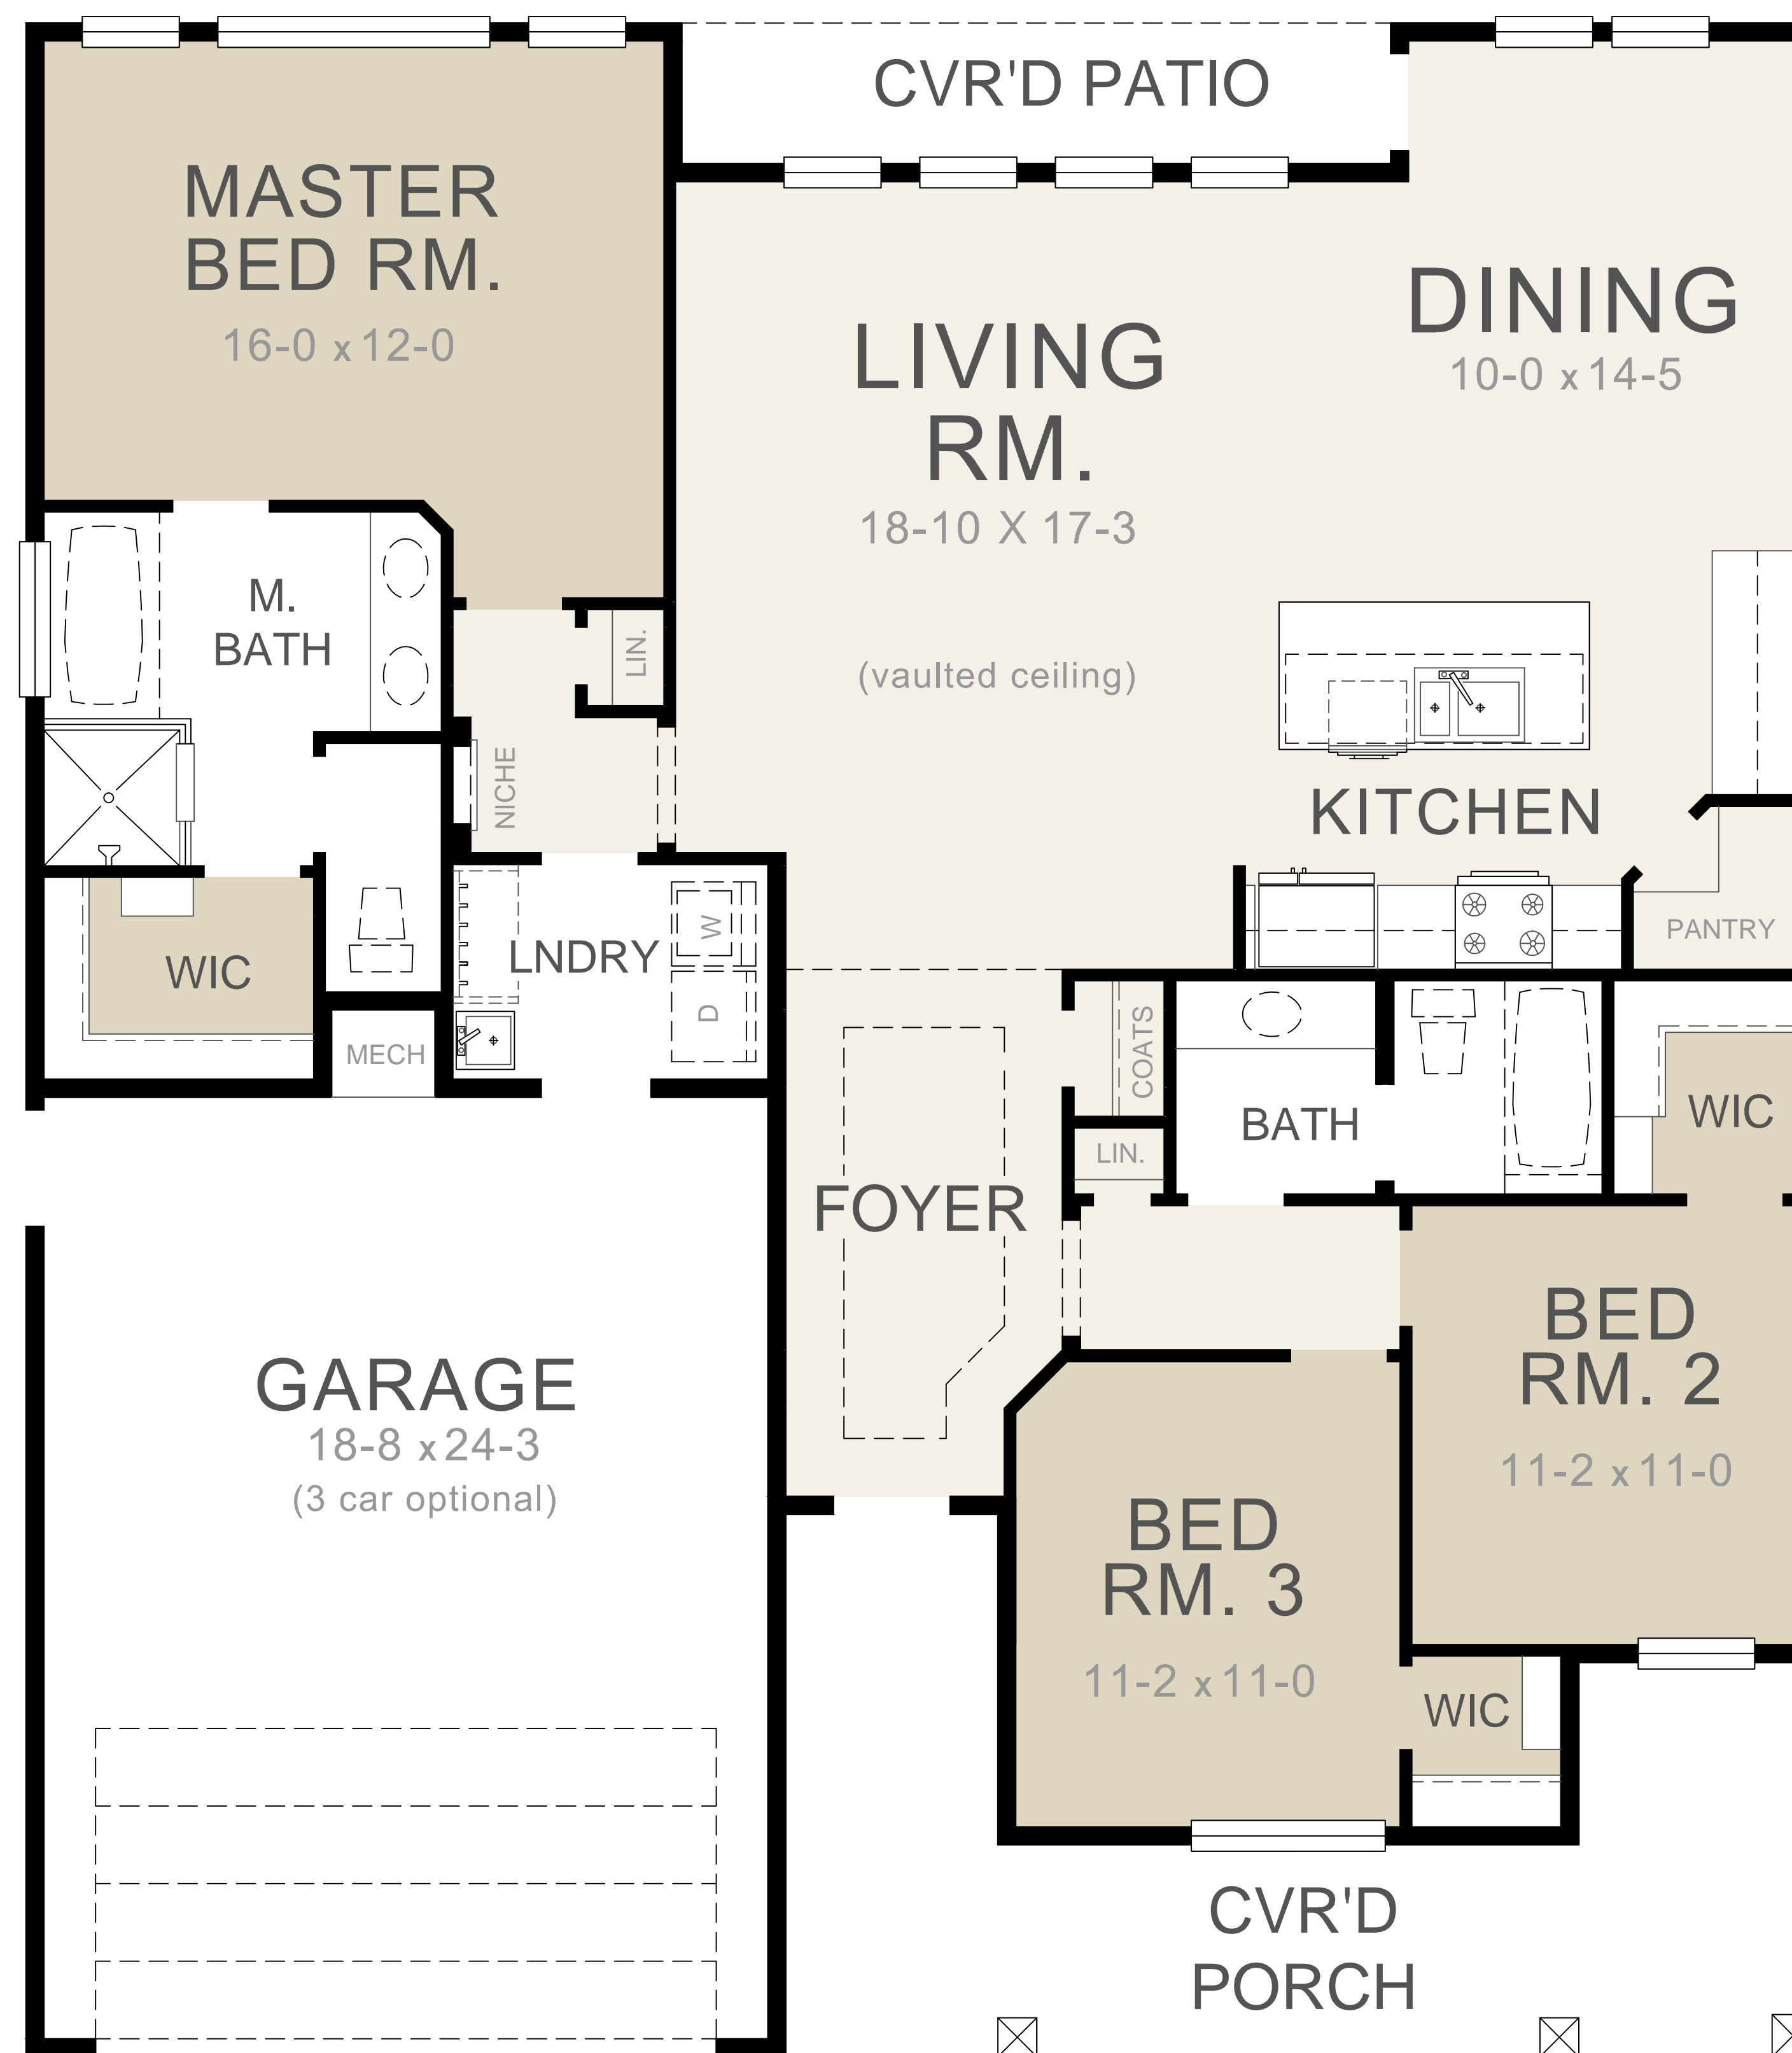 CVR'D PATIO
MASTER
BED RM.
16-0 x 12-0
LIVING
RM.
18-10 X 17-3
(vaulted ceiling)
DINING
10-0 x 14-5
M.
BATH
LIN.
NICHE
KITCHEN
PANTRY
WIC
LNDRY
W
D
MECH
COATS
LIN.
BATH
WIC
FOYER
BED
RM. 2
11-2 x 11-0
GARAGE
18-8 x 24-3
(3 car optional)
BED
RM. 3
11-2 x 11-0
WIC
CVR'D
PORCH